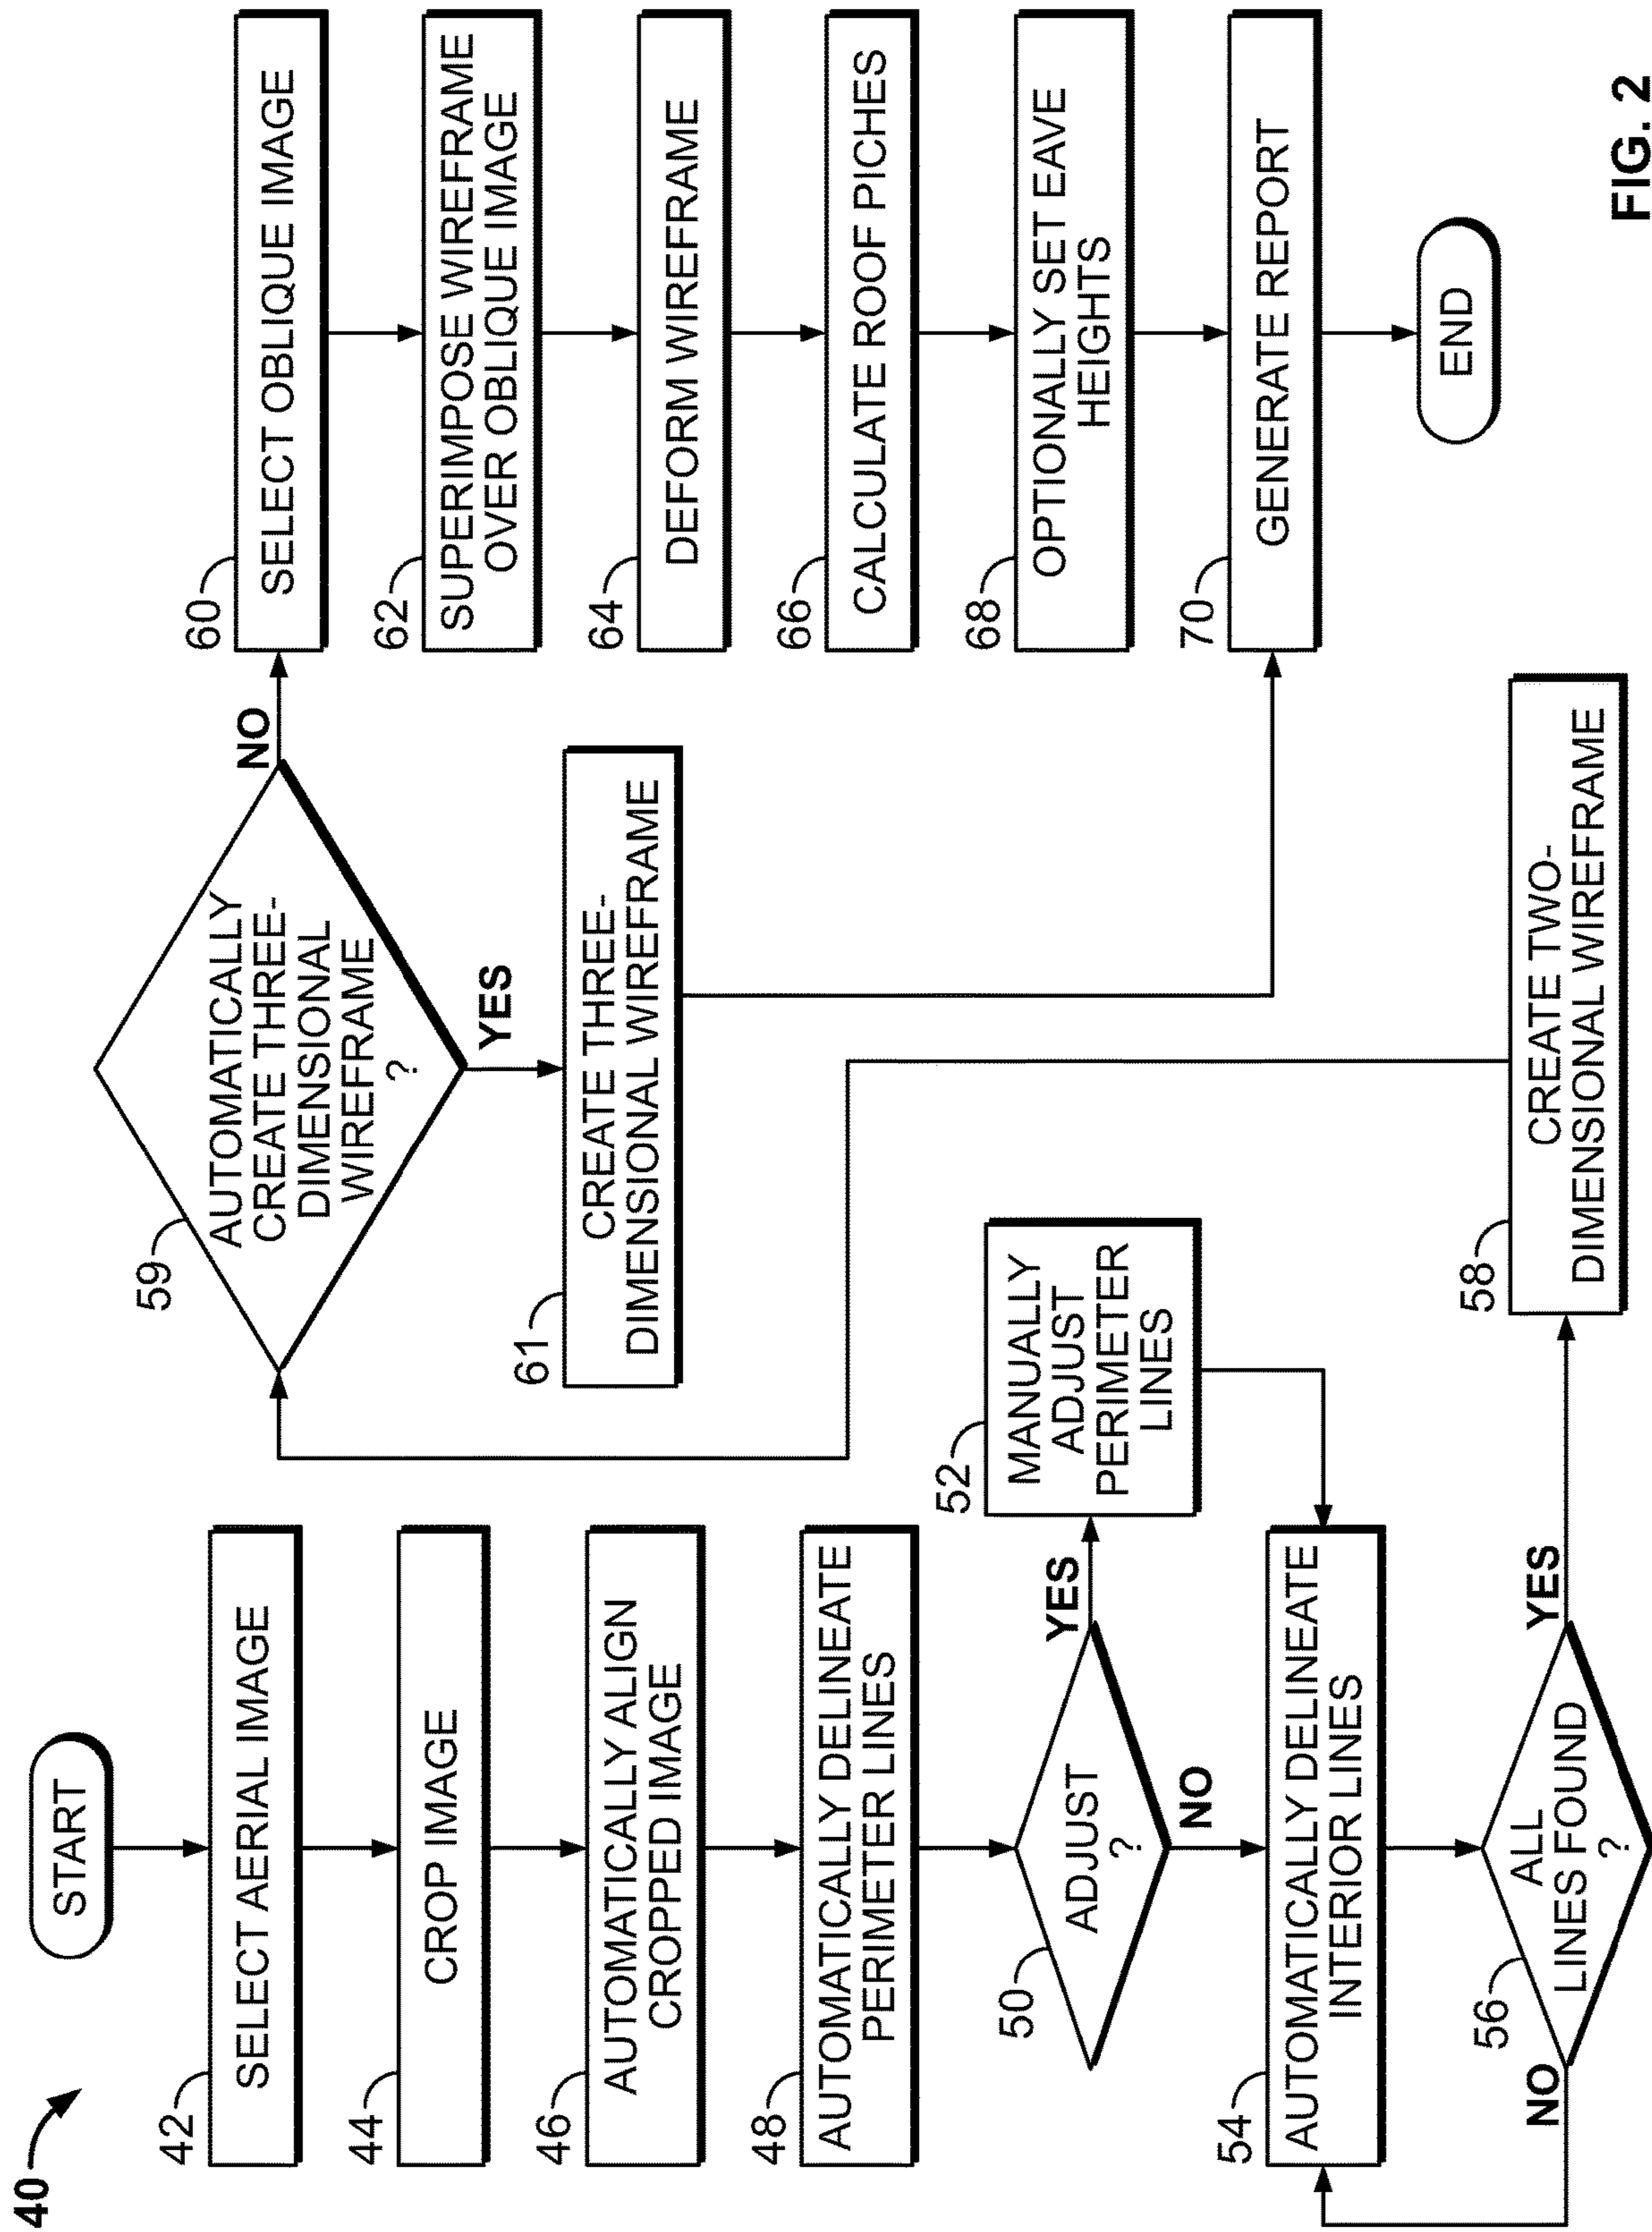 40
START
42
SELECT AERIAL IMAGE
44
CROP IMAGE
46
AUTOMATICALLY ALIGN
CROPPED IMAGE
48
AUTOMATICALLY DELINEATE
PERIMETER LINES
50
ADJUST
?
YES
NO
52
MANUALLY
ADJUST
PERIMETER
LINES
54
AUTOMATICALLY DELINEATE
INTERIOR LINES
56
ALL
LINES FOUND
?
NO
YES
58
CREATE TWO-
DIMENSIONAL WIREFRAME
59
AUTOMATICALLY
CREATE THREE-
DIMENSIONAL
WIREFRAME
?
NO
YES
61
CREATE THREE-
DIMENSIONAL WIREFRAME
60
SELECT OBLIQUE IMAGE
62
SUPERIMPOSE WIREFRAME
OVER OBLIQUE IMAGE
64
DEFORM WIREFRAME
66
CALCULATE ROOF PICHES
68
OPTIONALLY SET EAVE
HEIGHTS
70
GENERATE REPORT
END
FIG. 2